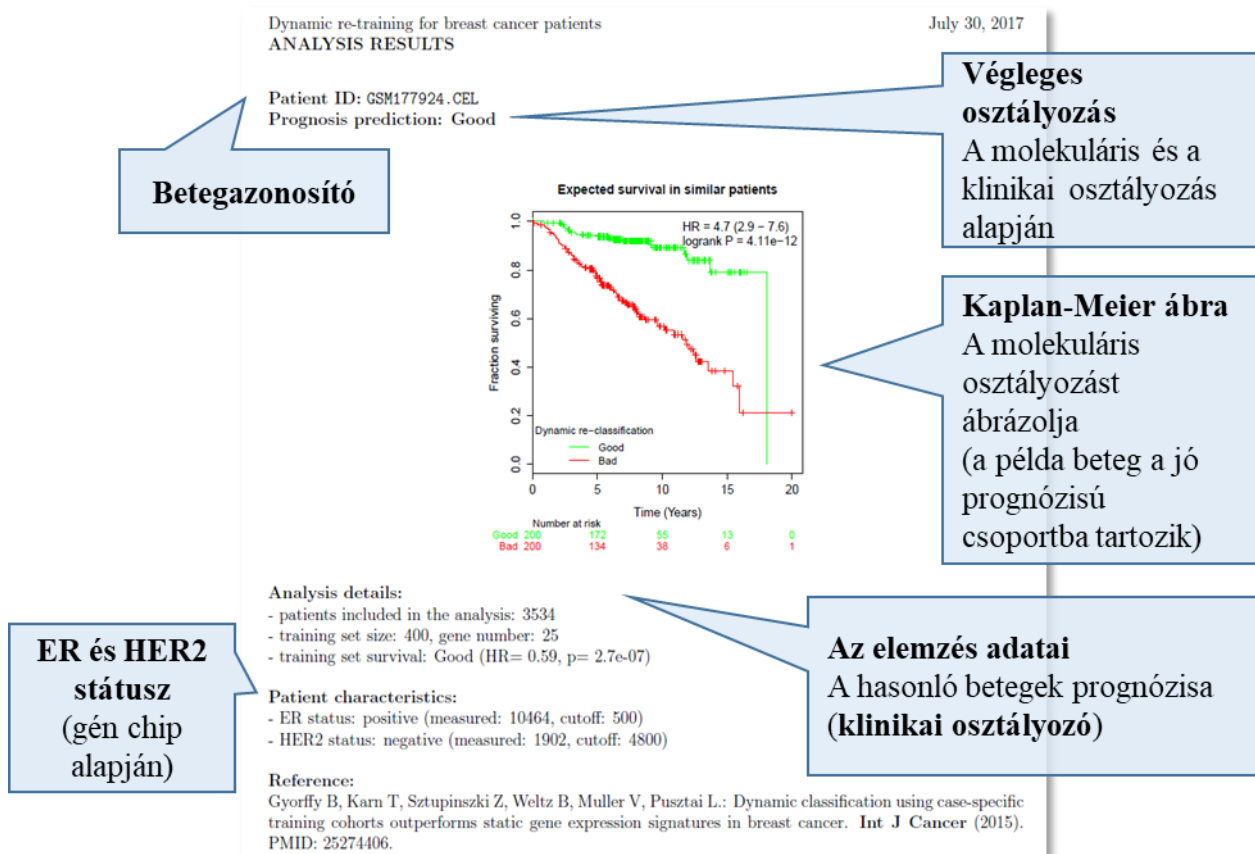 Dynamic re-training for breast cancer patients
July 30, 2017
ANALYSIS RESULTS
Patient ID: GSM177924.CEL
Prognosis prediction: Good
Betegazonosító
Végleges
osztályozás
A molekuláris és a
klinikai osztályozás
alapján
Expected survival in similar patients
HR = 4.7 (2.9 − 7.6)
logrank P = 4.11e−12
Fraction surviving
1.0
0.8
0.6
0.4
0.2
0.0
Dynamic re−classification
Good
Bad
0 5 10 15 20
Time (Years)
Number at risk
Good 200 172 55 13 0
Bad 200 134 38 6 1
Kaplan-Meier ábra
A molekuláris
osztályozást
ábrázolja
(a példa beteg a jó
prognózisú
csoportba tartozik)
Analysis details:
- patients included in the analysis: 3534
- training set size: 400, gene number: 25
- training set survival: Good (HR= 0.59, p= 2.7e-07)
Az elemzés adatai
A hasonló betegek prognózisa
(klinikai osztályozó)
ER és HER2
státusz
(gén chip
alapján)
Patient characteristics:
- ER status: positive (measured: 10464, cutoff: 500)
- HER2 status: negative (measured: 1902, cutoff: 4800)
Reference:
Gyorffy B, Karn T, Sztupinszki Z, Weltz B, Muller V, Pusztai L.: Dynamic classification using case-specific
training cohorts outperforms static gene expression signatures in breast cancer. Int J Cancer (2015).
PMID: 25274406.